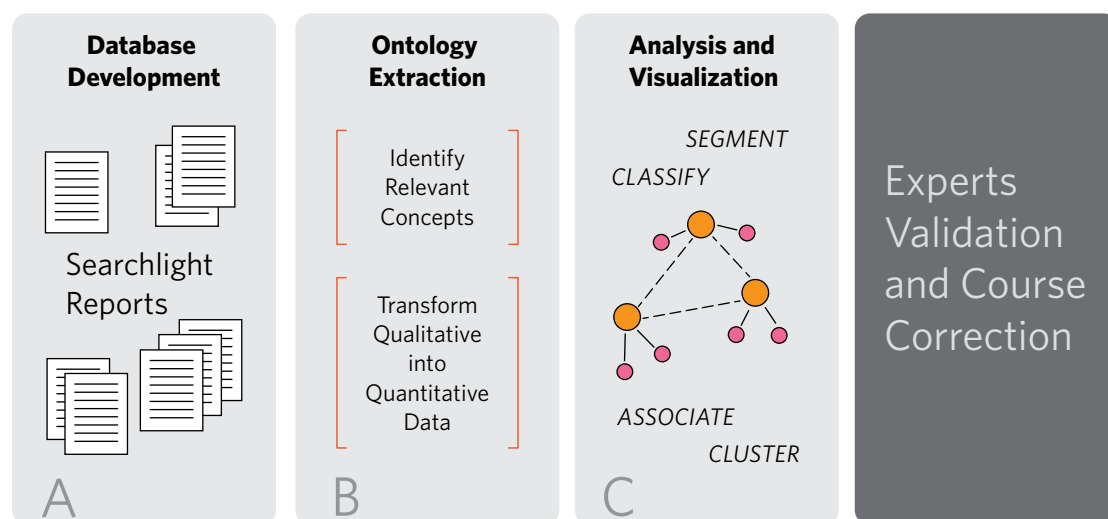 Database
Development
Searchlight
Reports
A
Ontology
Extraction
Identify
Relevant
Concepts
Transform
Qualitative
into
Quantitative
Data
B
Analysis and
Visualization
SEGMENT
CLASSIFY
ASSOCIATE
CLUSTER
C
Experts
Validation
and Course
Correction